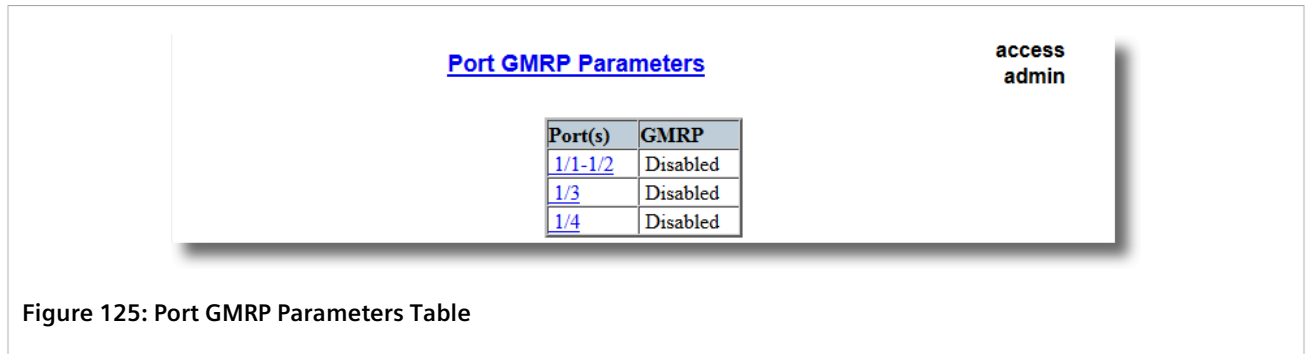 Port GMRP Parameters
access
admin
Port(s) GMRP
1/1-1/2 Disabled
1/3 Disabled
1/4 Disabled
Figure 125: Port GMRP Parameters Table